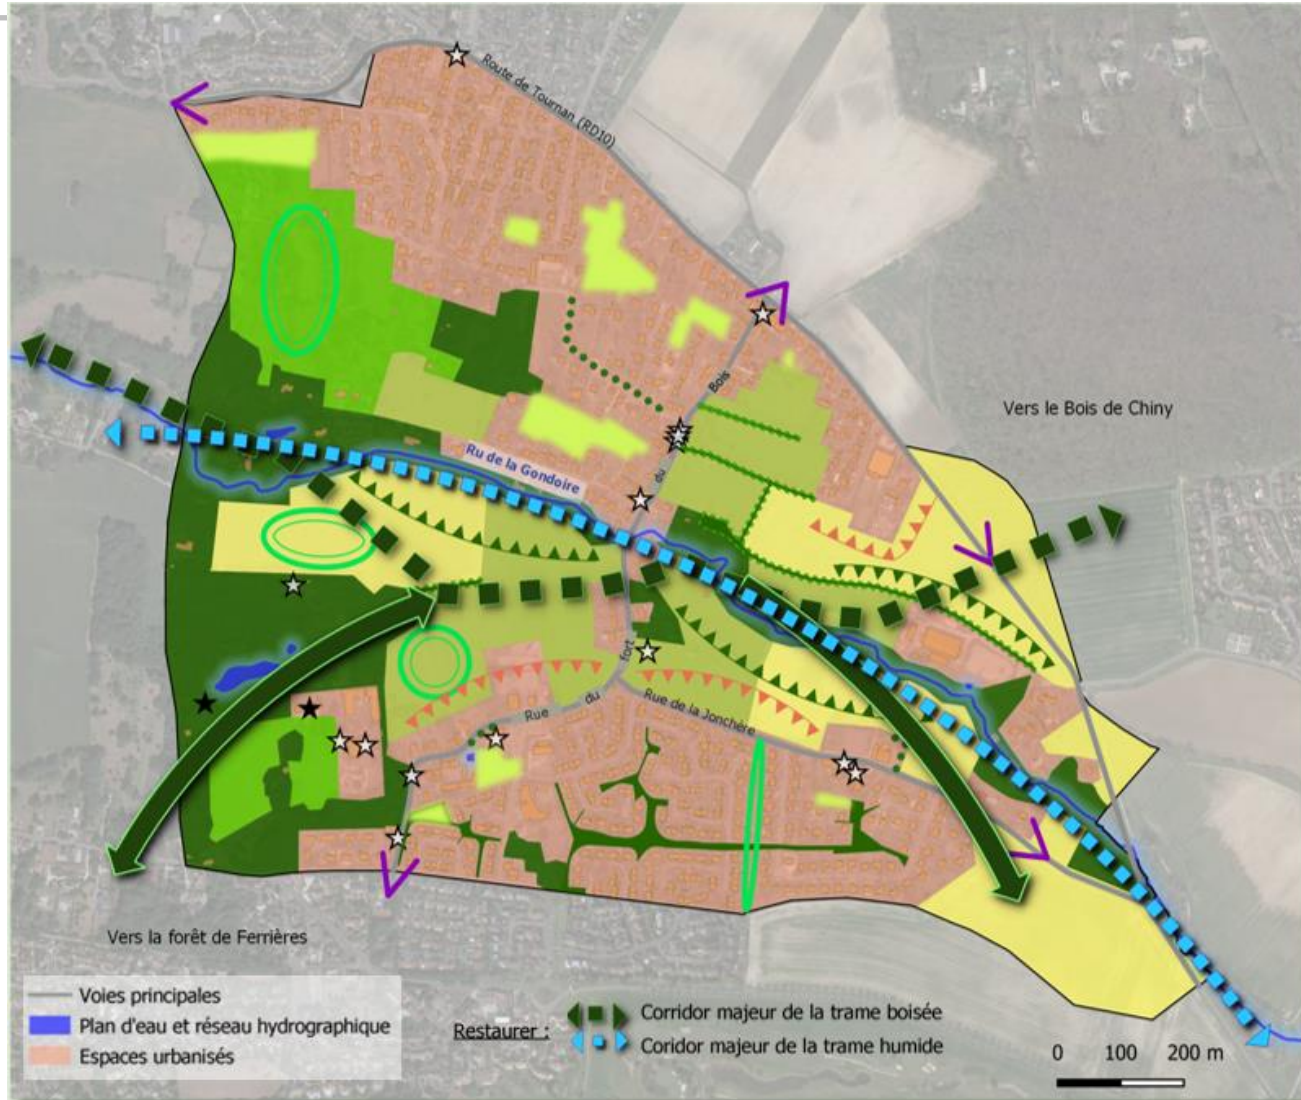 Route de Tournan (RD10)
Bois
Vers le Bois de Chiny
du
Ru de la Gondoire
fort
Rue de la Jonchère
Rue du
Vers la forêt de Ferrières
Voies principales
Plan d'eau et réseau hydrographique
Espaces urbanisés
Restaurer :
Corridor majeur de la trame boisée
Coridor majeur de la trame humide
0 100 200 m